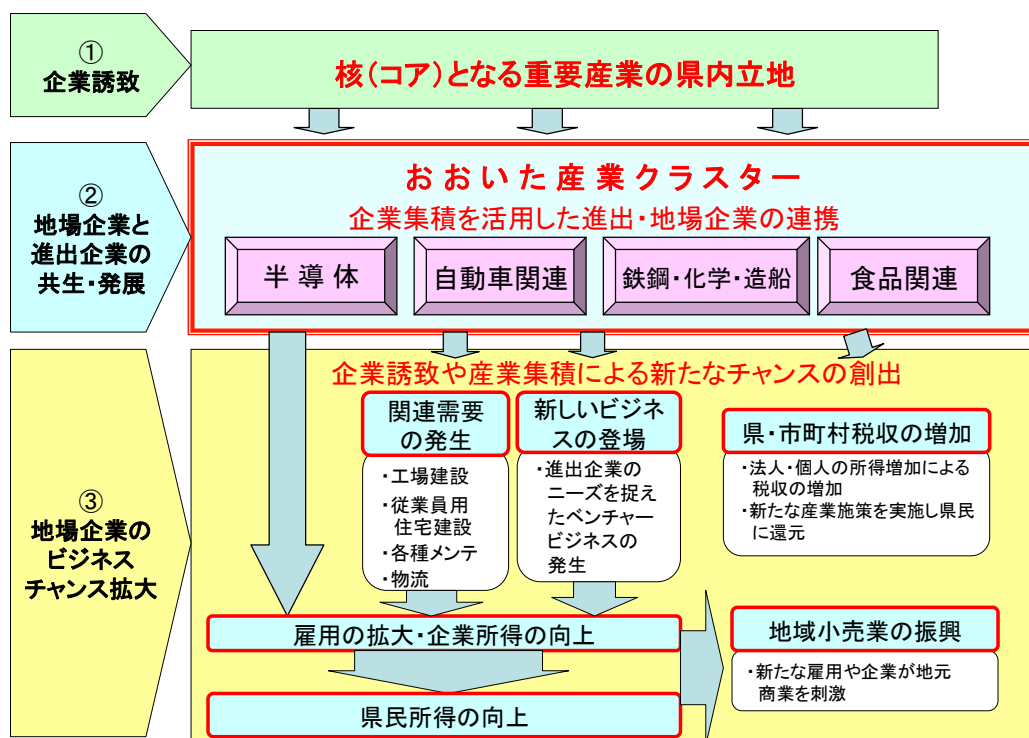 ①
企業誘致
核(コア)となる重要産業の県内立地
②
地場企業と
進出企業の
共生・発展
おおいた産業クラスター
企業集積を活用した進出・地場企業の連携
半導体
自動車関連
鉄鋼・化学・造船
食品関連
③
地場企業の
ビジネス
チャンス拡大
企業誘致や産業集積による新たなチャンスの創出
関連需要
の発生
・工場建設
・従業員用
住宅建設
・各種メンテ
・物流
新しいビジネ
スの登場
・進出企業の
ニーズを捉え
たベンチャー
ビジネスの
発生
県・市町村税収の増加
・法人・個人の所得増加による
税収の増加
・新たな産業施策を実施し県民
に還元
雇用の拡大・企業所得の向上
県民所得の向上
地域小売業の振興
・新たな雇用や企業が地元
商業を刺激